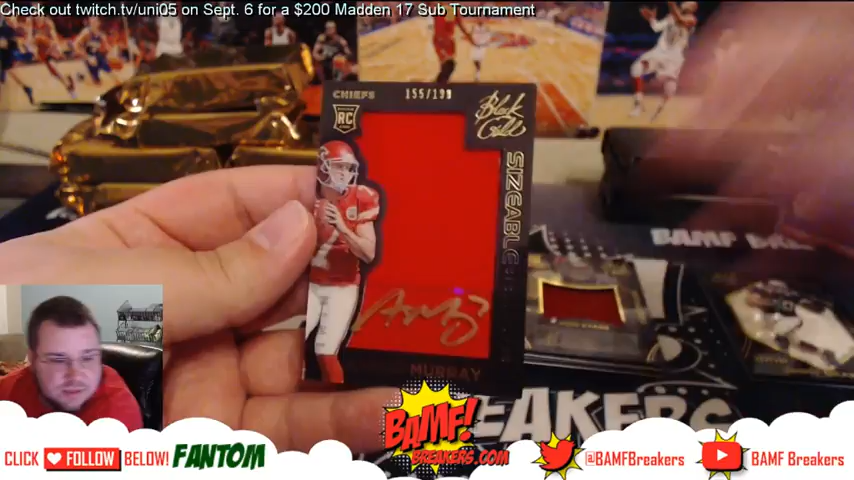 Check out twitch.tv/uni05 on Sept. 6 for a $200 Madden 17 Sub Tournament
CHIEFS 155/199
RC
Black Gold
SIZEABLE
MURRAY
BAMF
EAKERS
CLICK FOLLOW BELOW! FANTOM
BAMF!
BREAKERS.COM
@BAMFBreakers
BAMF Breakers